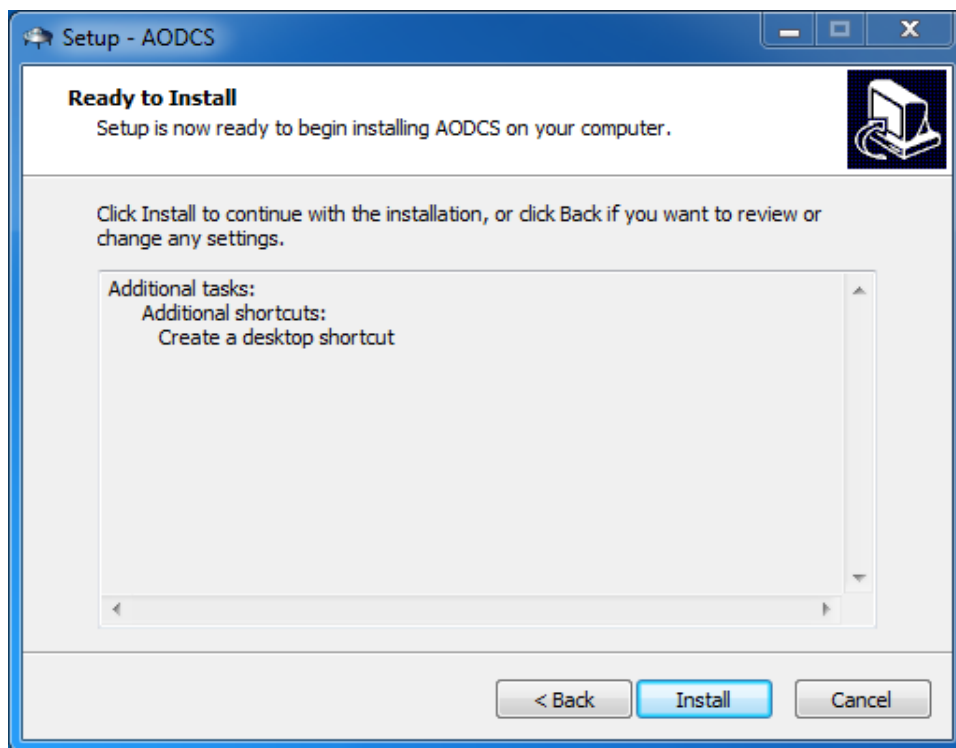 Setup - AODCS
Ready to Install
Setup is now ready to begin installing AODCS on your computer.
Click Install to continue with the installation, or click Back if you want to review or
change any settings.
Additional tasks:
Additional shortcuts:
Create a desktop shortcut
< Back
Install
Cancel